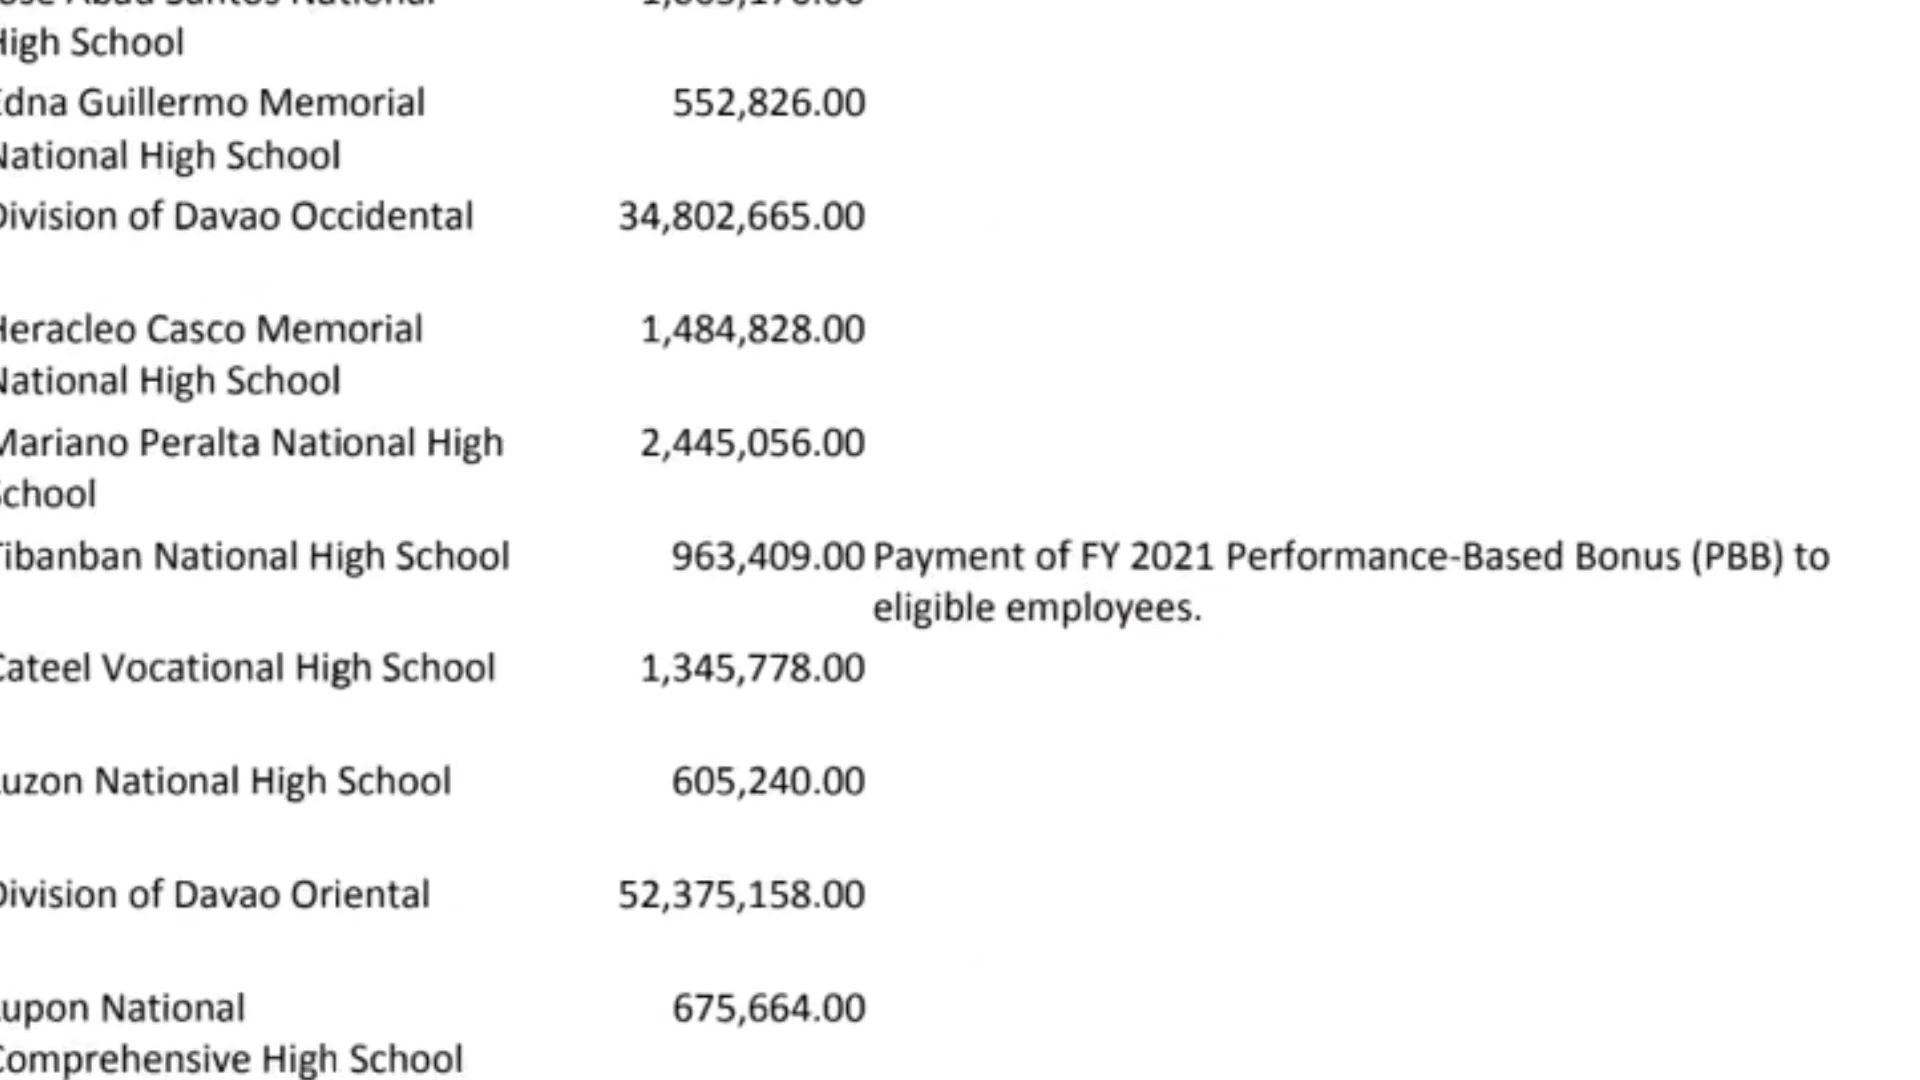 High School
Edna Guillermo Memorial 552,826.00
National High School
Division of Davao Occidental 34,802,665.00
Heracleo Casco Memorial 1,484,828.00
National High School
Mariano Peralta National High 2,445,056.00
School
Tibanban National High School 963,409.00 Payment of FY 2021 Performance-Based Bonus (PBB) to
eligible employees.
Cateel Vocational High School 1,345,778.00
Luzon National High School 605,240.00
Division of Davao Oriental 52,375,158.00
Lupon National 675,664.00
Comprehensive High School